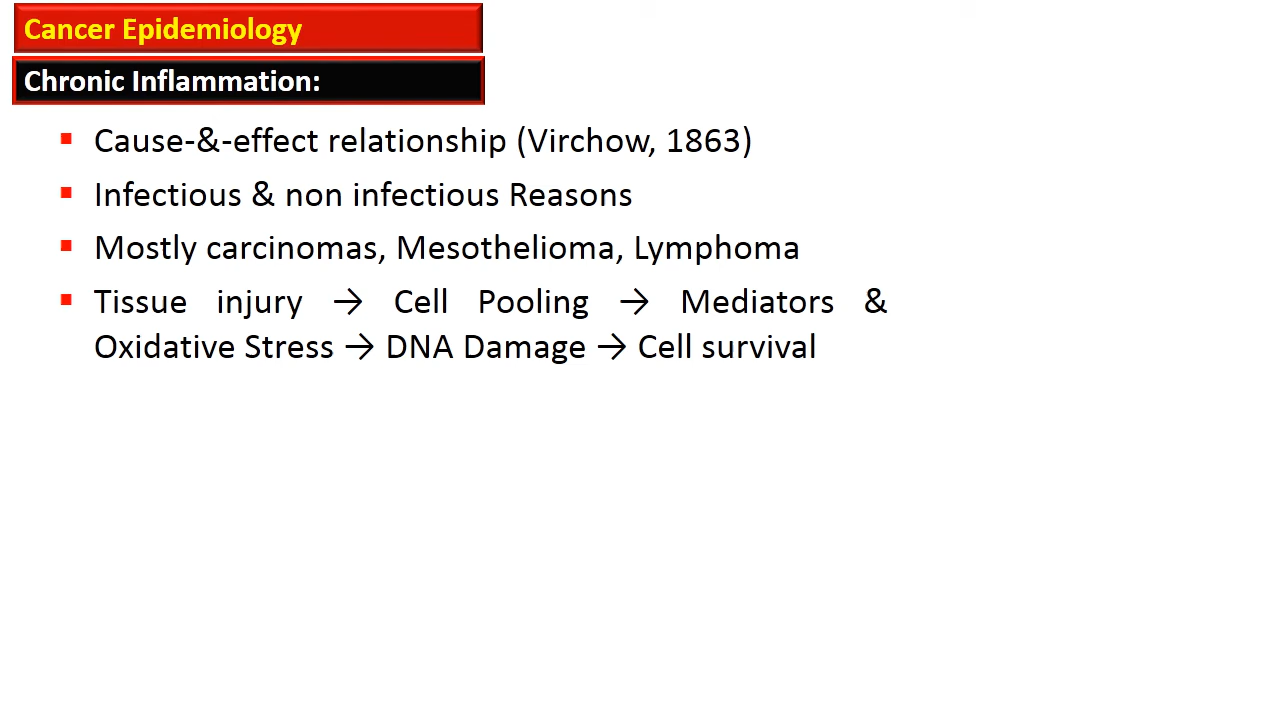 Cancer Epidemiology
Chronic Inflammation:
▪ Cause-&-effect relationship (Virchow, 1863)
▪ Infectious & non infectious Reasons
▪ Mostly carcinomas, Mesothelioma, Lymphoma
▪ Tissue injury → Cell Pooling → Mediators &
Oxidative Stress → DNA Damage → Cell survival